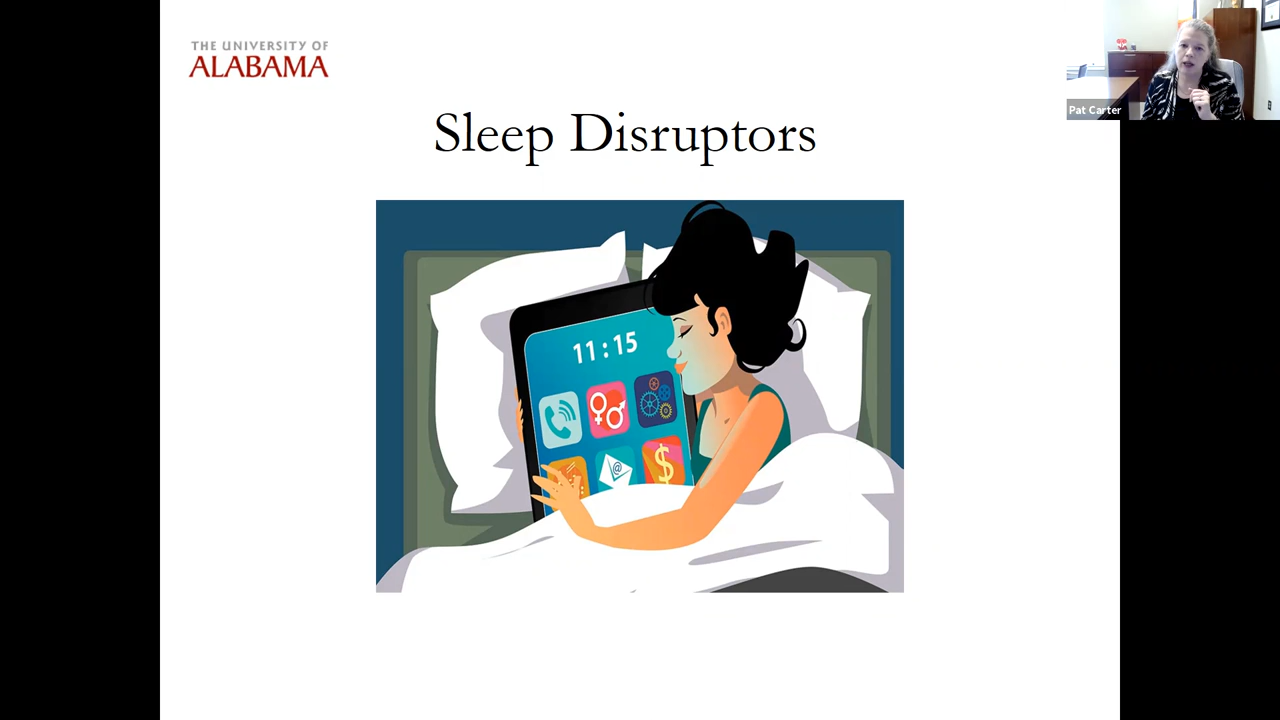 THE UNIVERSITY OF
ALABAMA
Pat Carter
Sleep Disruptors
11:15
@
$